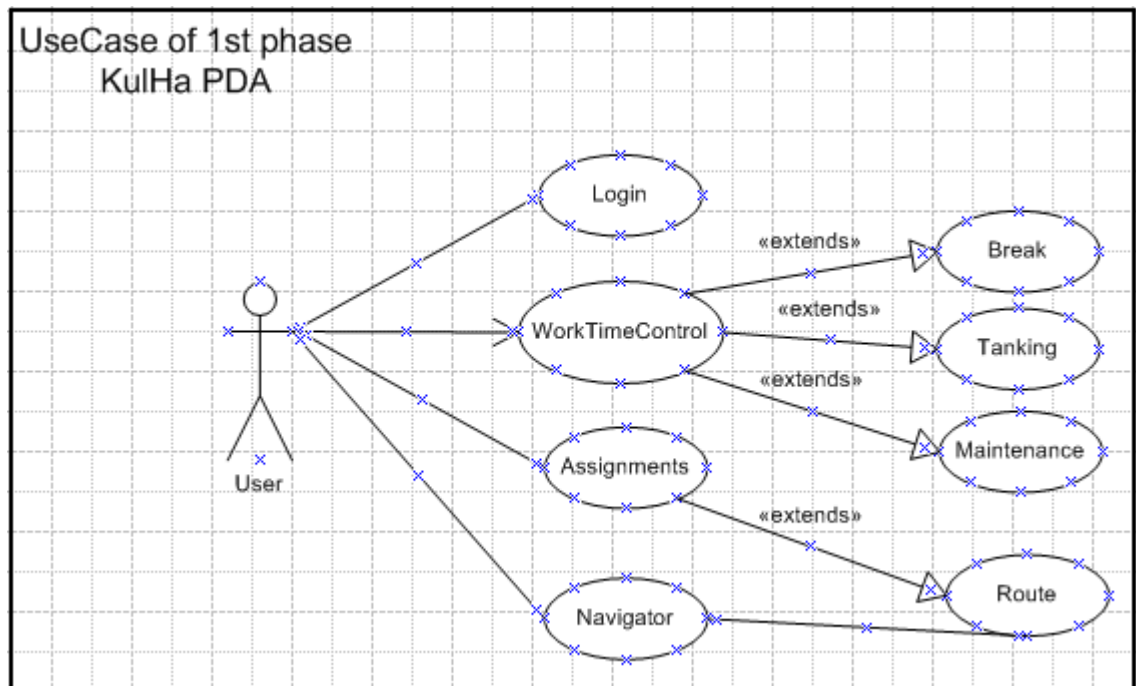 UseCase of 1st phase
KulHa PDA
Login
«extends»
Break
WorkTimeControl
«extends»
Tanking
«extends»
Maintenance
Assignments
User
«extends»
Route
Navigator